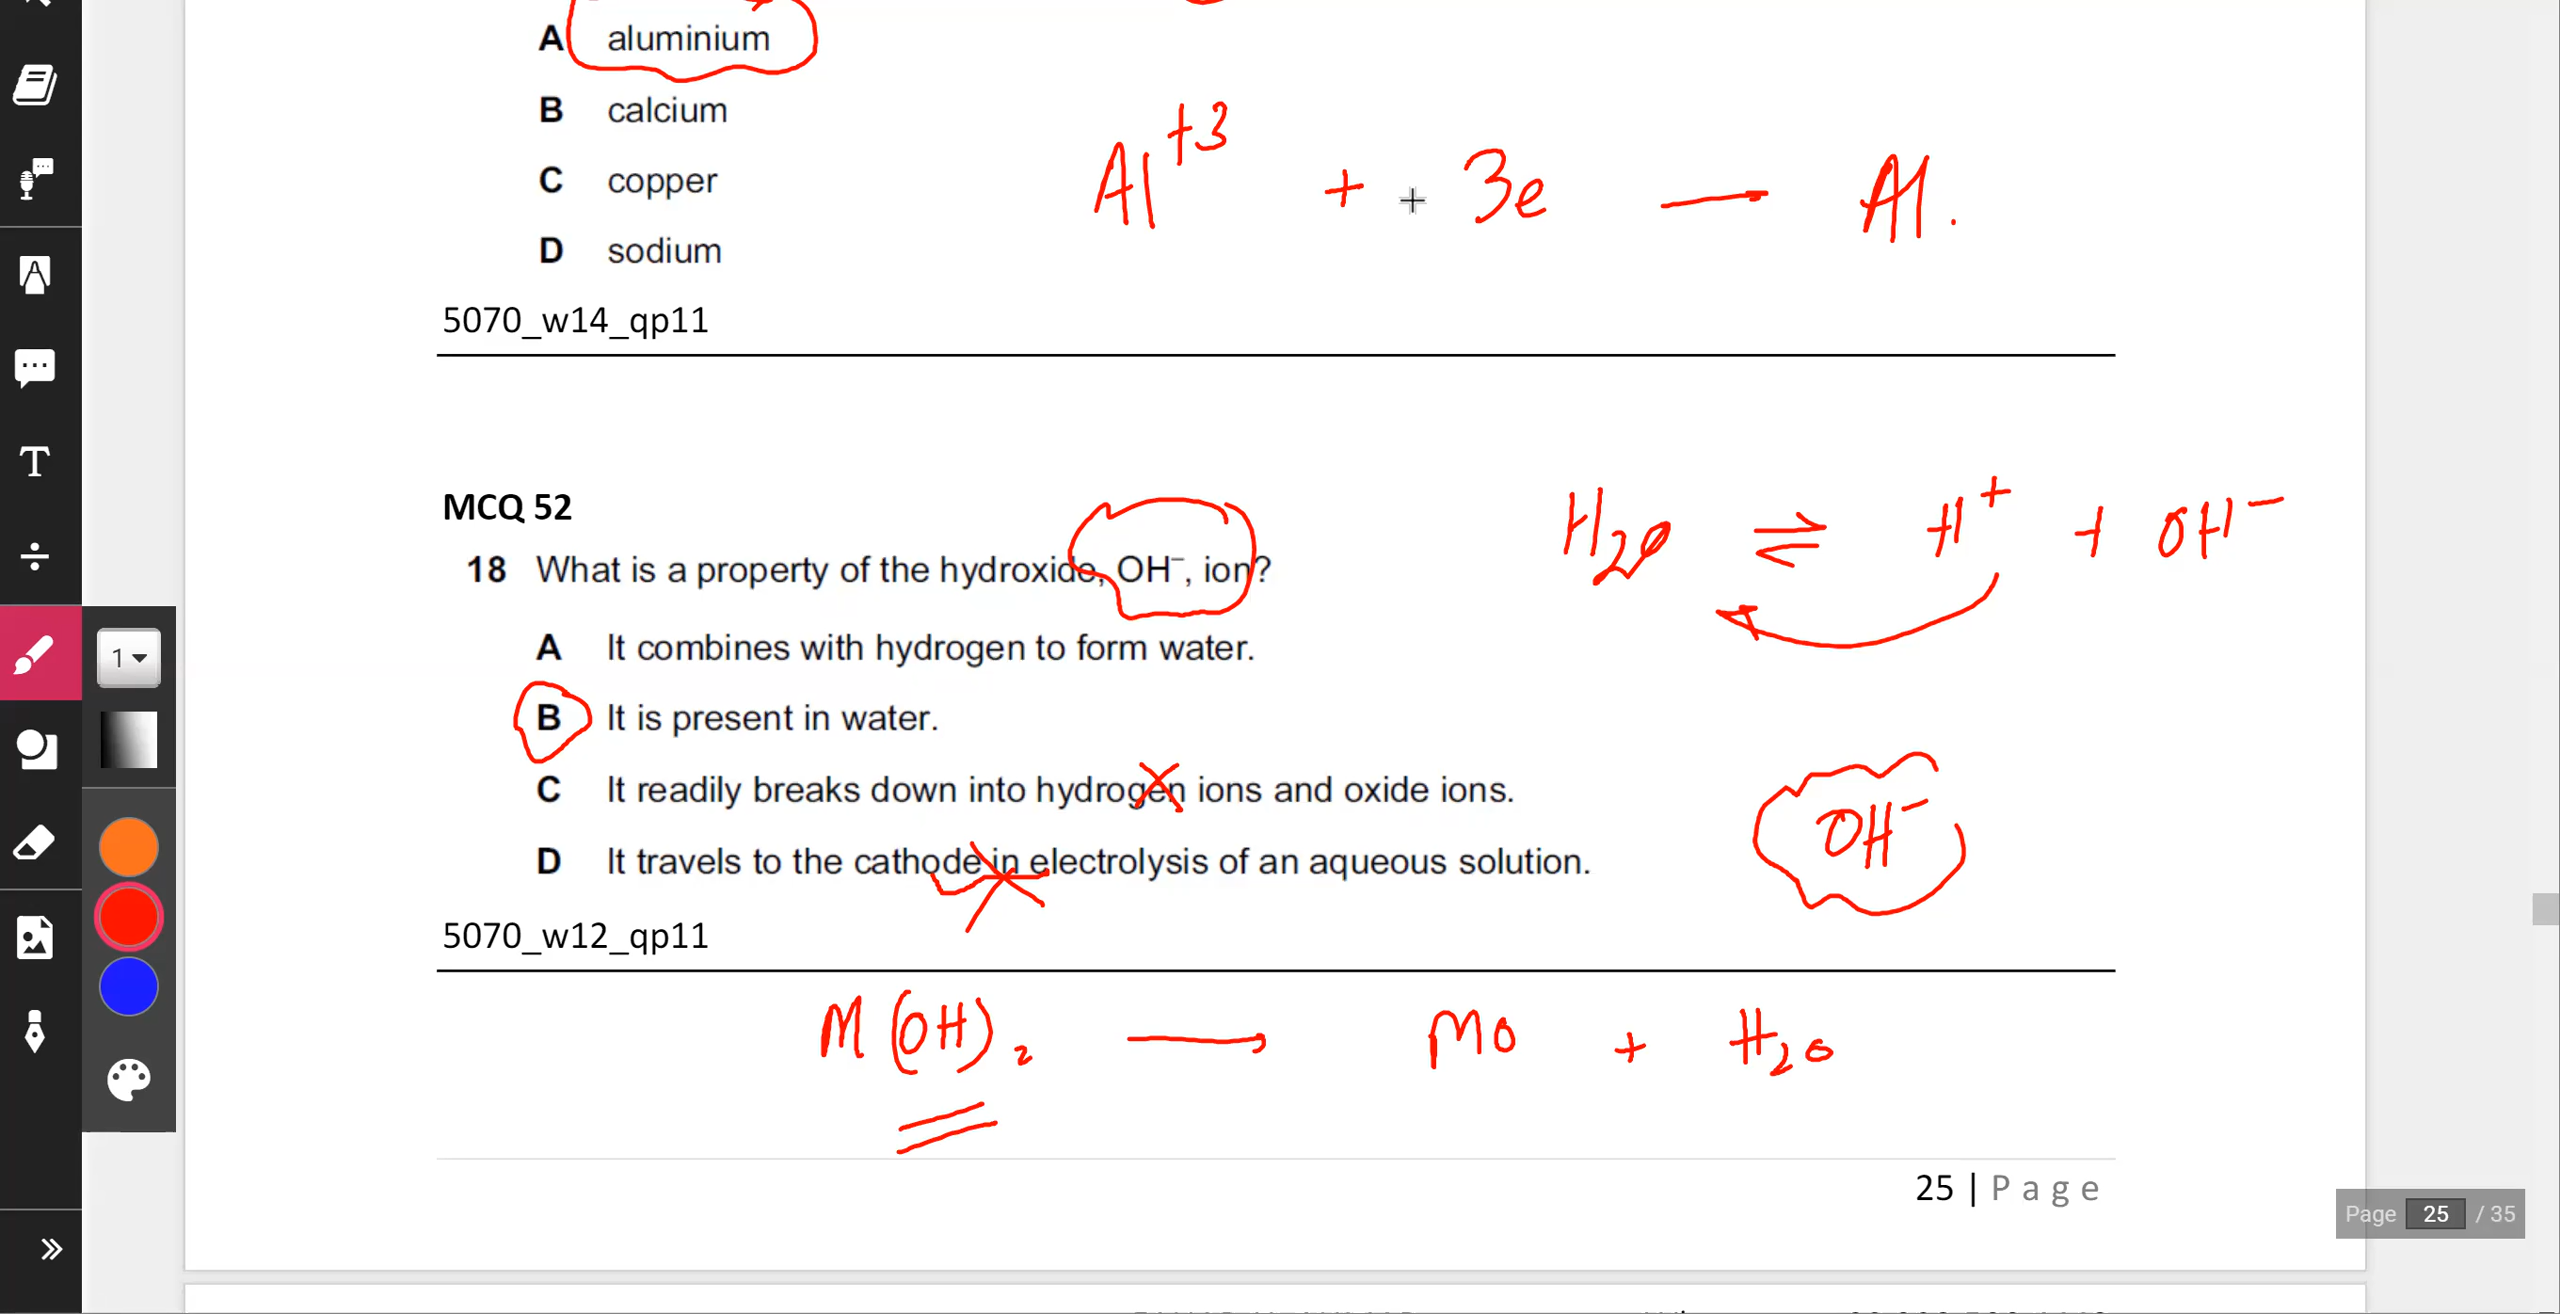 A aluminium
B calcium
C copper
D sodium
Al+3 + 3e → Al.
5070_w14_qp11
MCQ 52
18 What is a property of the hydroxide, OH⁻, ion?
H2O ⇌ H+ + OH⁻
A It combines with hydrogen to form water.
B It is present in water.
C It readily breaks down into hydrogen ions and oxide ions.
OH⁻
D It travels to the cathode in electrolysis of an aqueous solution.
5070_w12_qp11
M(OH)2 → MO + H2O
25 | Page
Page 25 / 35
T
1